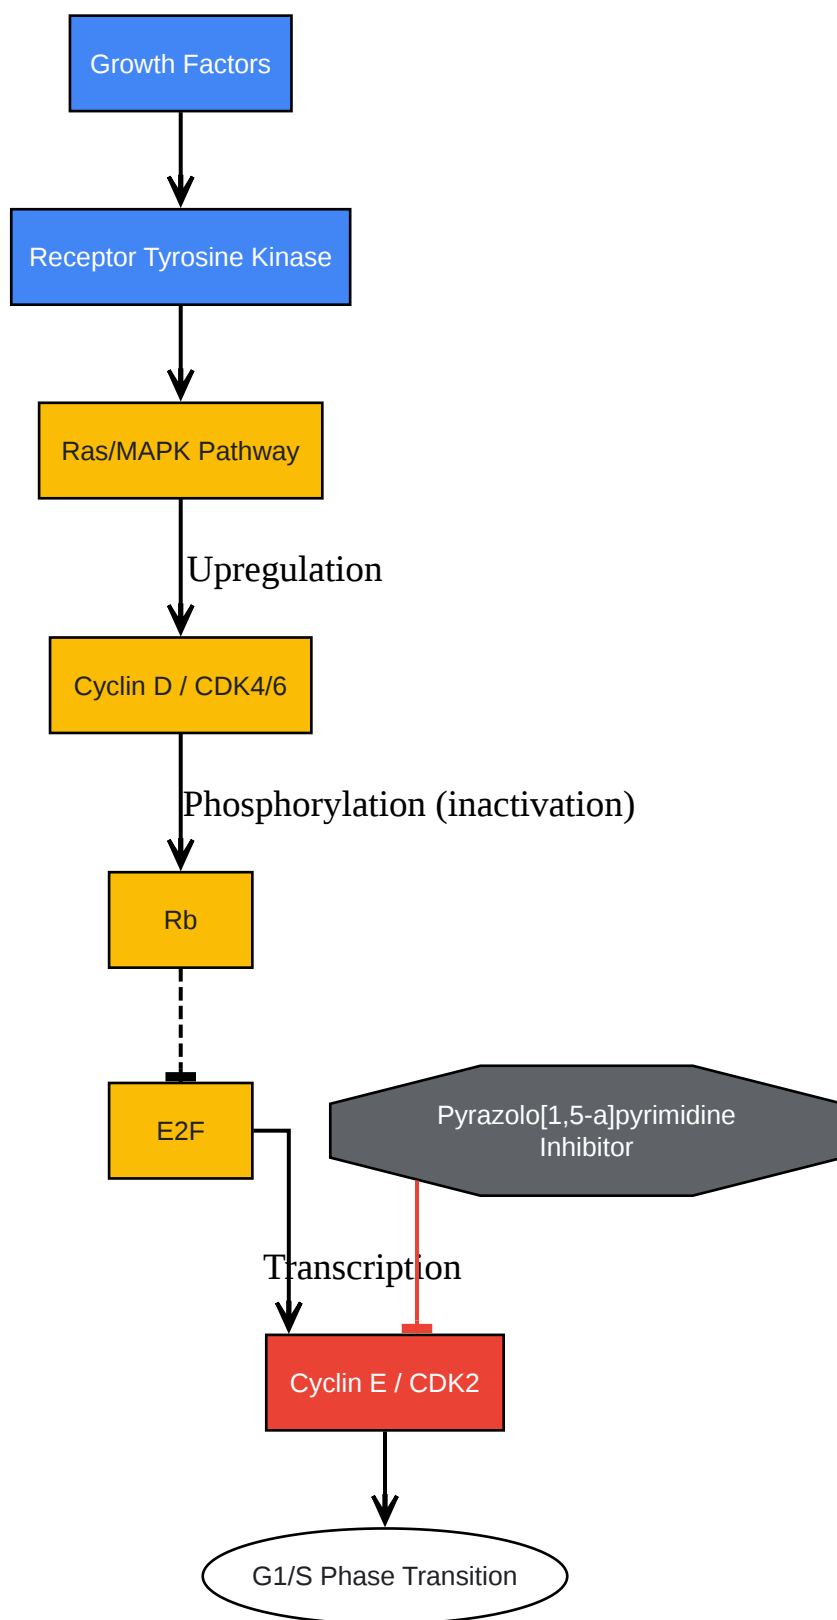 Growth Factors
Receptor Tyrosine Kinase
Ras/MAPK Pathway
Upregulation
Cyclin D / CDK4/6
Phosphorylation (inactivation)
Rb
E2F
Pyrazolo[1,5-a]pyrimidine
Inhibitor
Transcription
Cyclin E / CDK2
G1/S Phase Transition